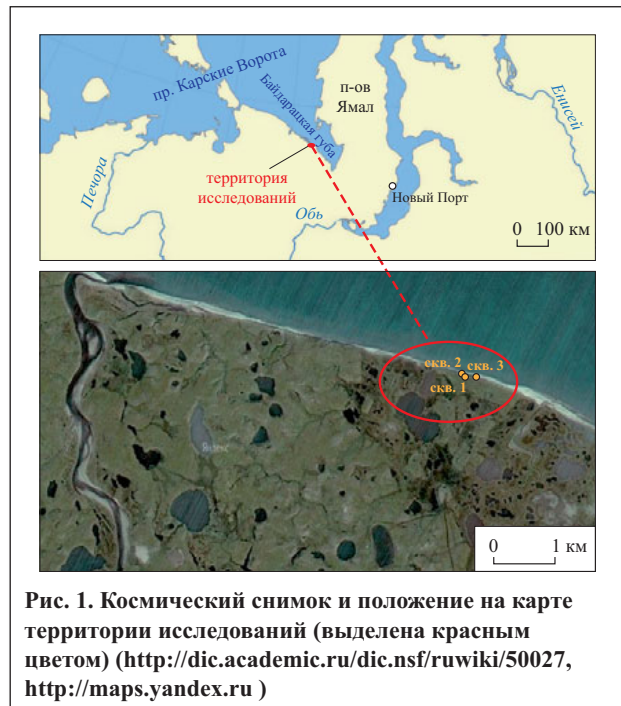 пр. Карские Ворота
Байдарацкая губа
п-ов
Ямал
Енисей
Печора
территория
исследований
Обь
Новый Порт
0 100 км
скв. 2 скв. 3
скв. 1
Яндекс
0 1 км
Рис. 1. Космический снимок и положение на карте
территории исследований (выделена красным
цветом) (http://dic.academic.ru/dic.nsf/ruwiki/50027,
http://maps.yandex.ru )